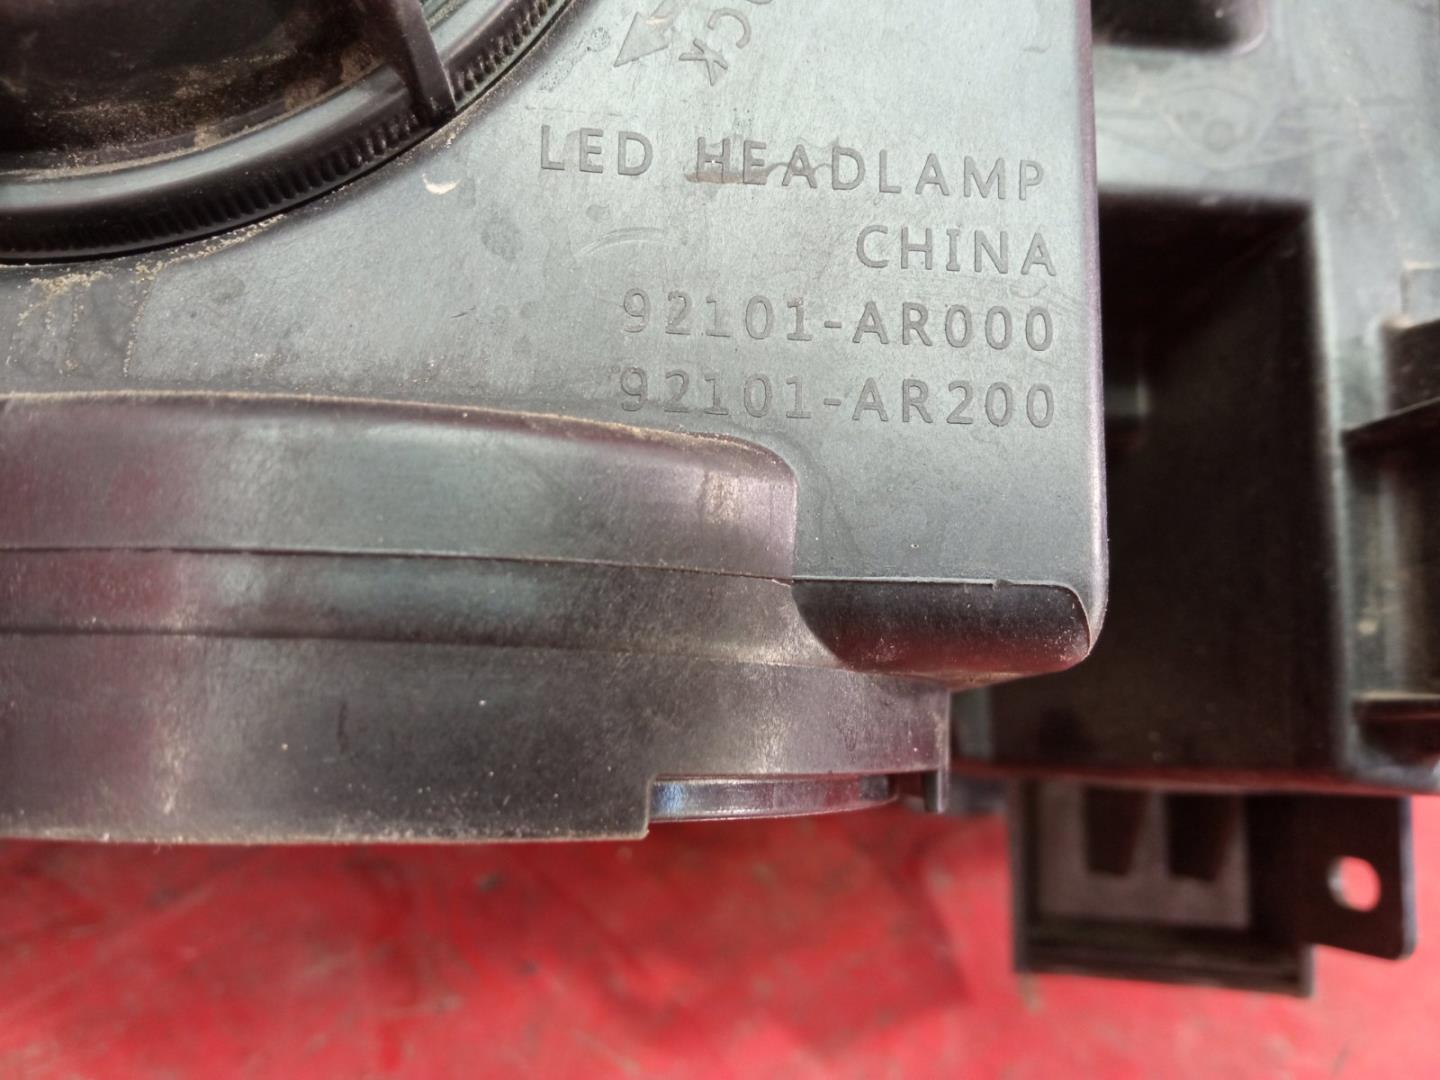 LED HEADLAMP
CHINA
92101-AR000
92101-AR200